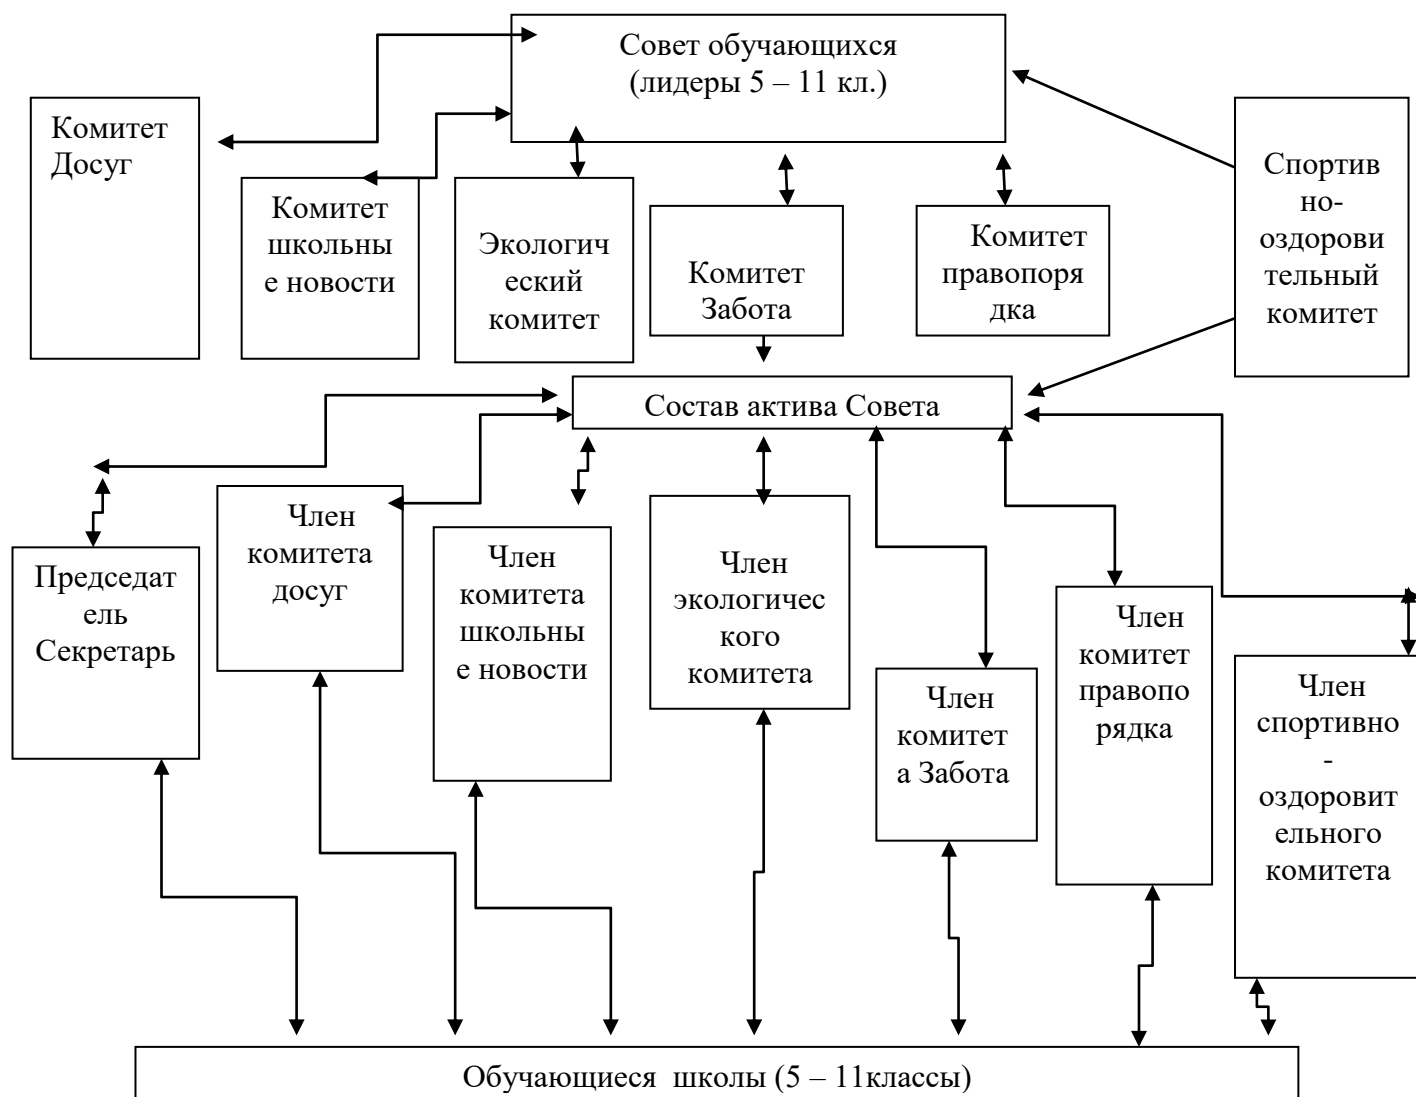 Совет обучающихся
(лидеры 5 – 11 кл.)
Комитет
Досуг
Комитет
школьны
е новости
Экологич
еский
комитет
Комитет
Забота
Комитет
правопоря
дка
Спортив
но-
оздорови
тельный
комитет
Состав актива Совета
Председат
ель
Секретарь
Член
комитета
досуг
Член
комитета
школьны
е новости
Член
экологичес
кого
комитета
Член
комитет
а Забота
Член
комитет
правопо
рядка
Член
спортивно
-
оздоровит
ельного
комитета
Обучающиеся школы (5 – 11классы)